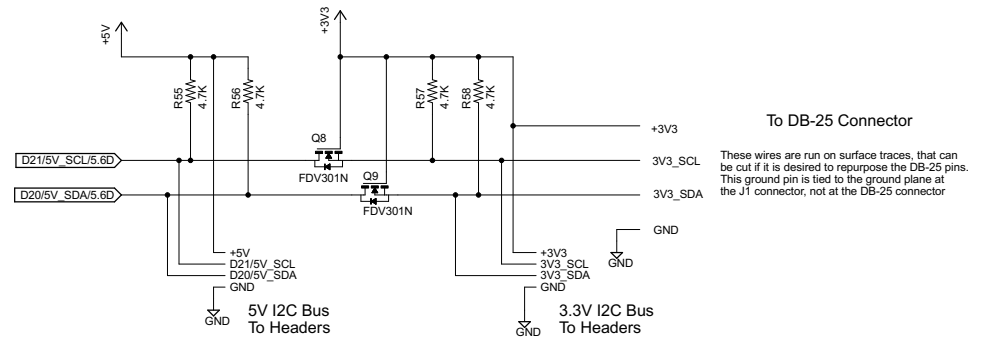 +5V
+3V3
R55
4.7K
R56
4.7K
R57
4.7K
R58
4.7K
Q8
FDV301N
Q9
FDV301N
D21/5V_SCL/5.6D
D20/5V_SDA/5.6D
+3V3
3V3_SCL
3V3_SDA
GND
GND
To DB-25 Connector
These wires are run on surface traces, that can
be cut if it is desired to repurpose the DB-25 pins.
This ground pin is tied to the ground plane at
the J1 connector, not at the DB-25 connector
+5V
D21/5V_SCL
D20/5V_SDA
GND
GND
5V I2C Bus
To Headers
+3V3
3V3_SCL
3V3_SDA
GND
GND
3.3V I2C Bus
To Headers